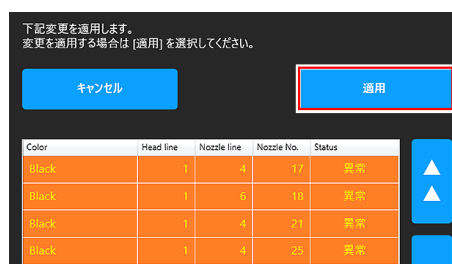 下記変更を適用します。
変更を適用する場合は [適用] を選択してください。
キャンセル 適用
Color Head line Nozzle line Nozzle No. Status
Black 1 4 17 異常
Black 1 6 18 異常
Black 1 4 21 異常
Black 1 4 25 異常